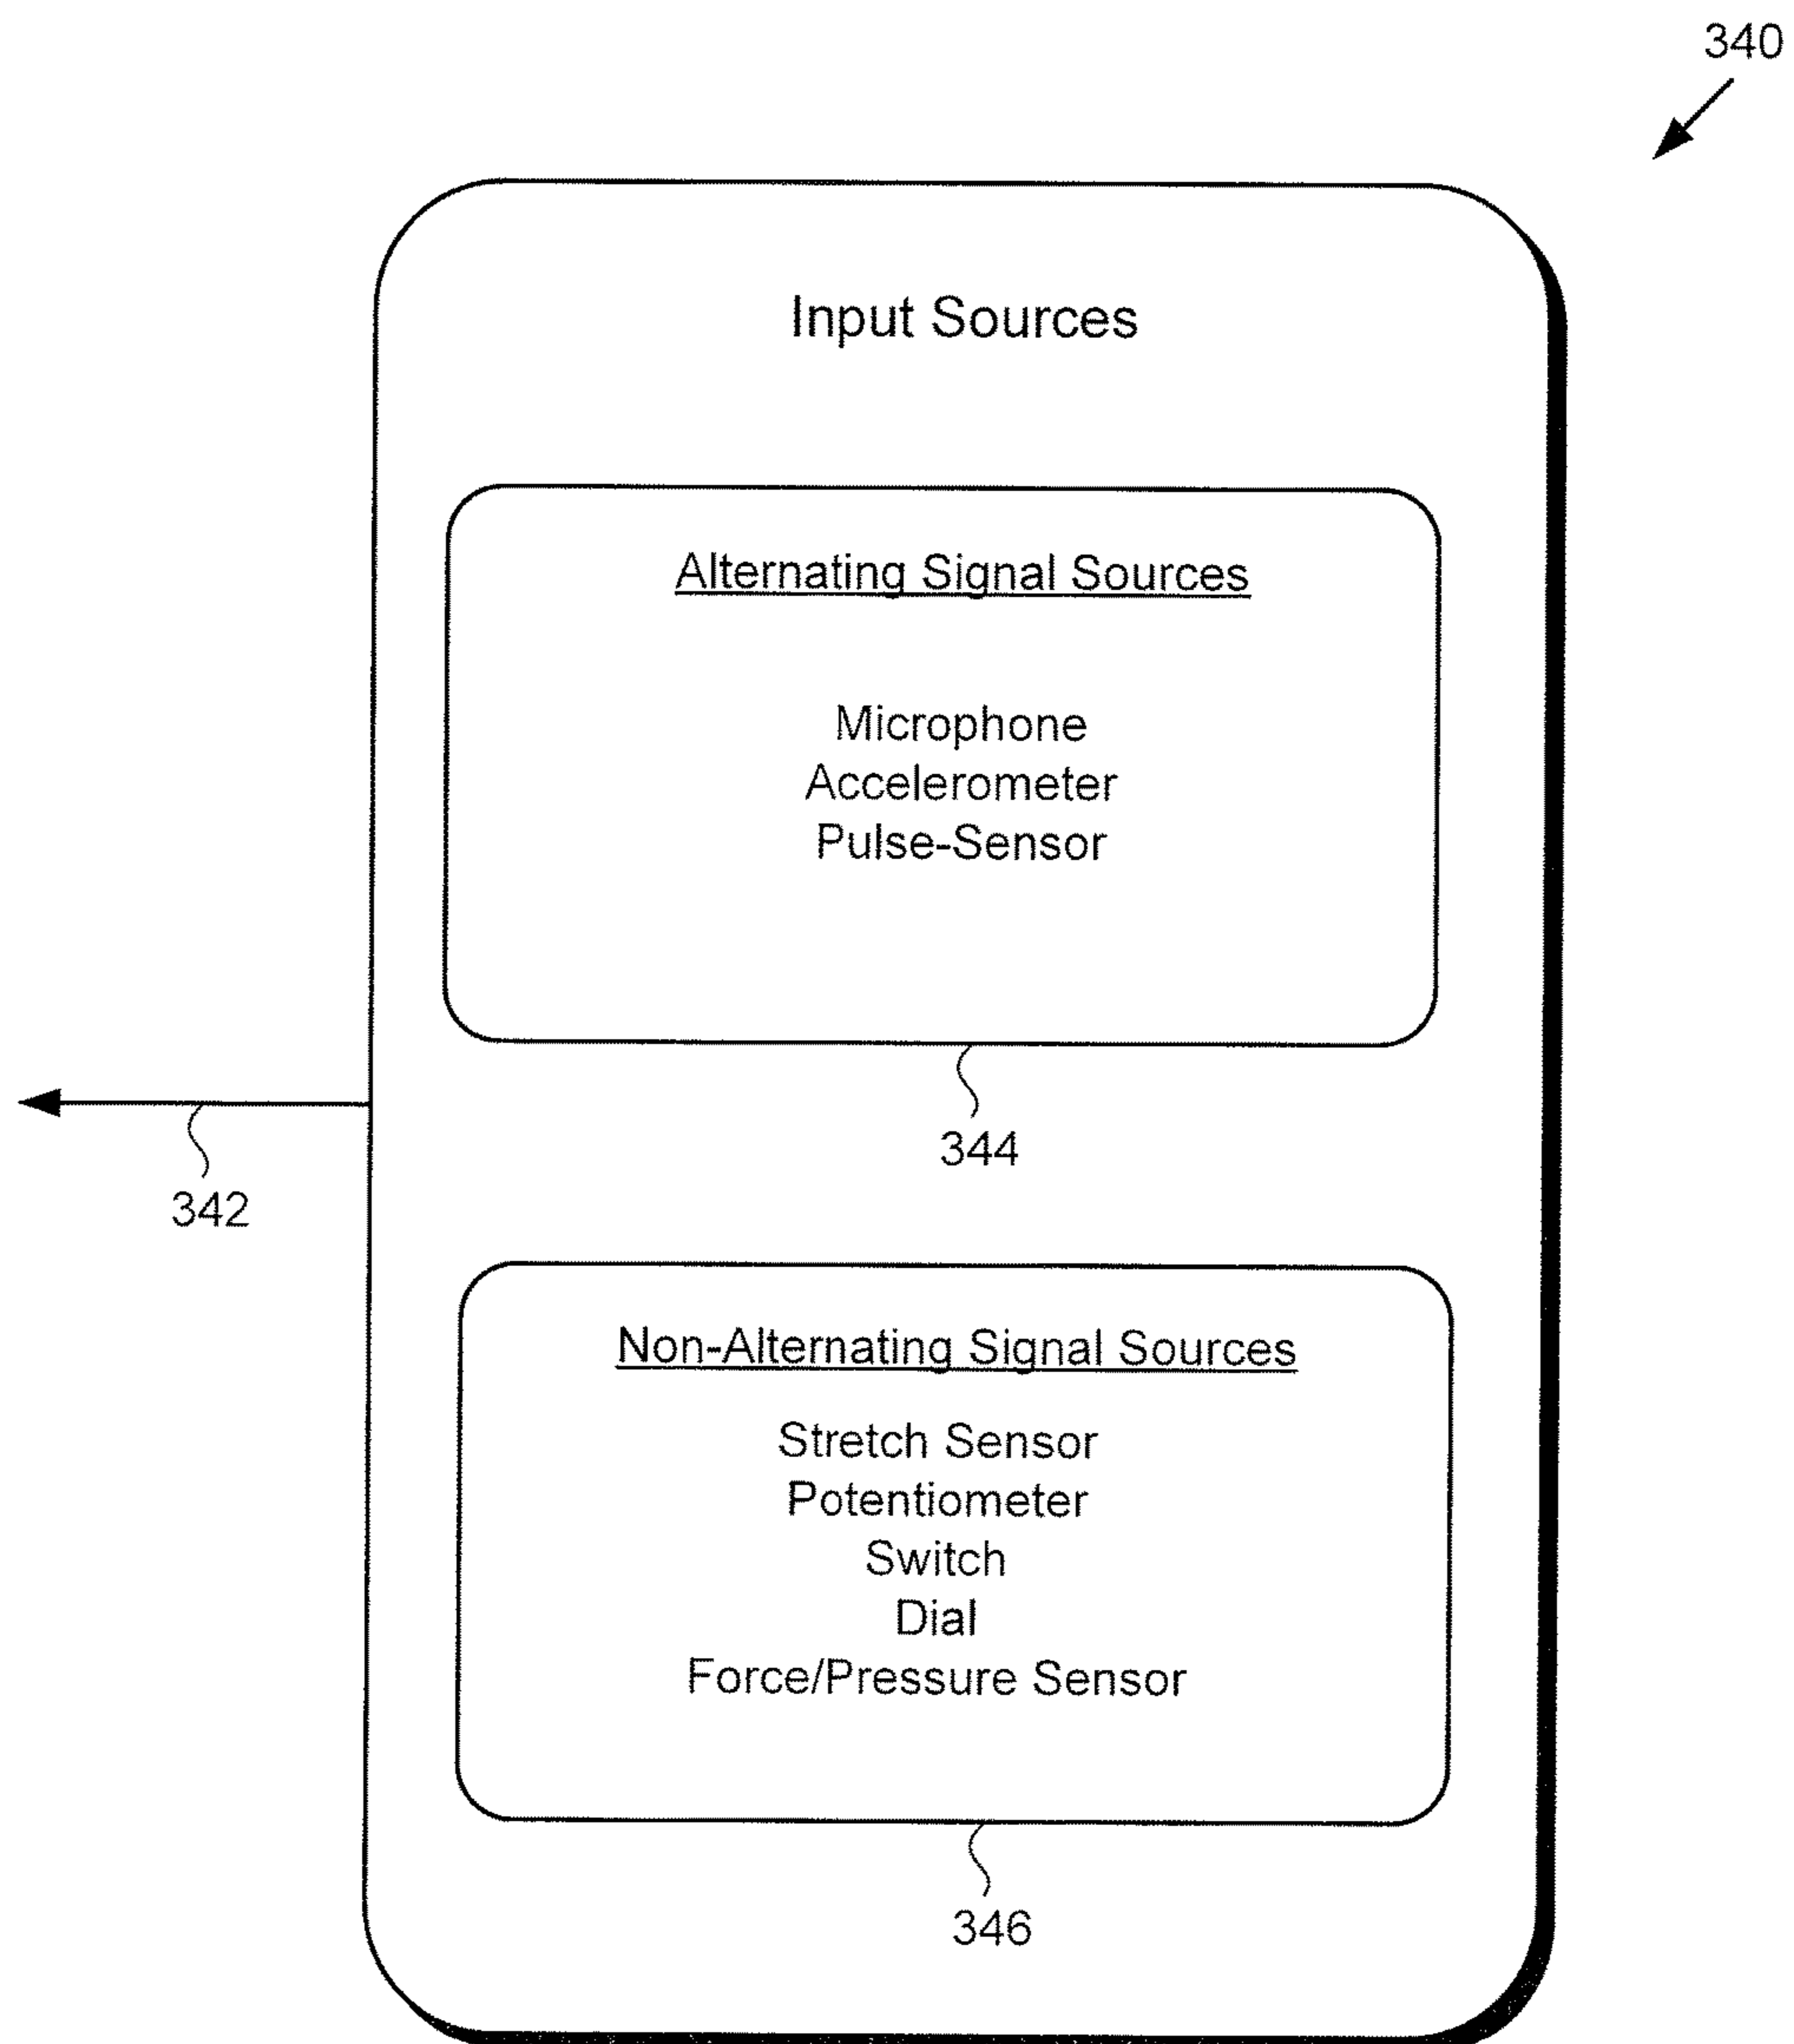 340
Input Sources
Alternating Signal Sources
Microphone
Accelerometer
Pulse-Sensor
344
342
Non-Alternating Signal Sources
Stretch Sensor
Potentiometer
Switch
Dial
Force/Pressure Sensor
346